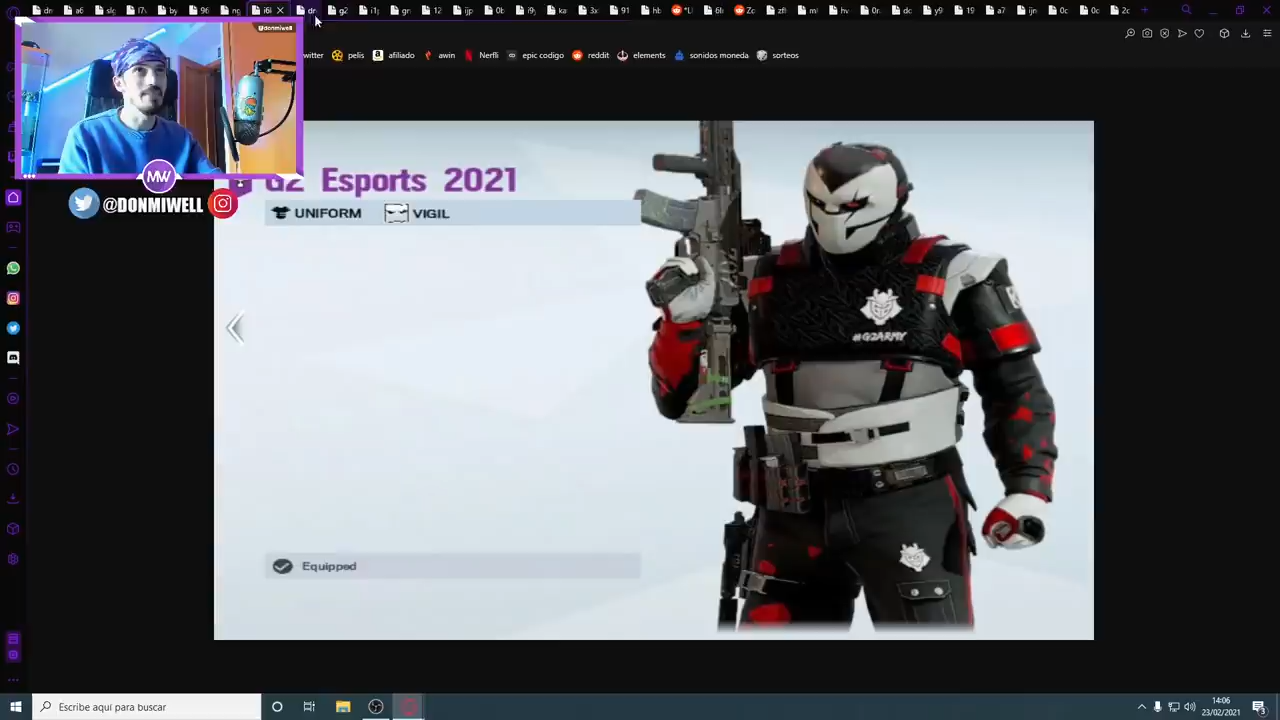 @donmiwell
witter pelis afiliado awin Nerfli epic codigo reddit elements sonidos moneda sorteos
MW
@DONMIWELL
G2 Esports 2021
UNIFORM VIGIL
#G2ARMY
Equipped
Escribe aquí para buscar
14:06
23/02/2021